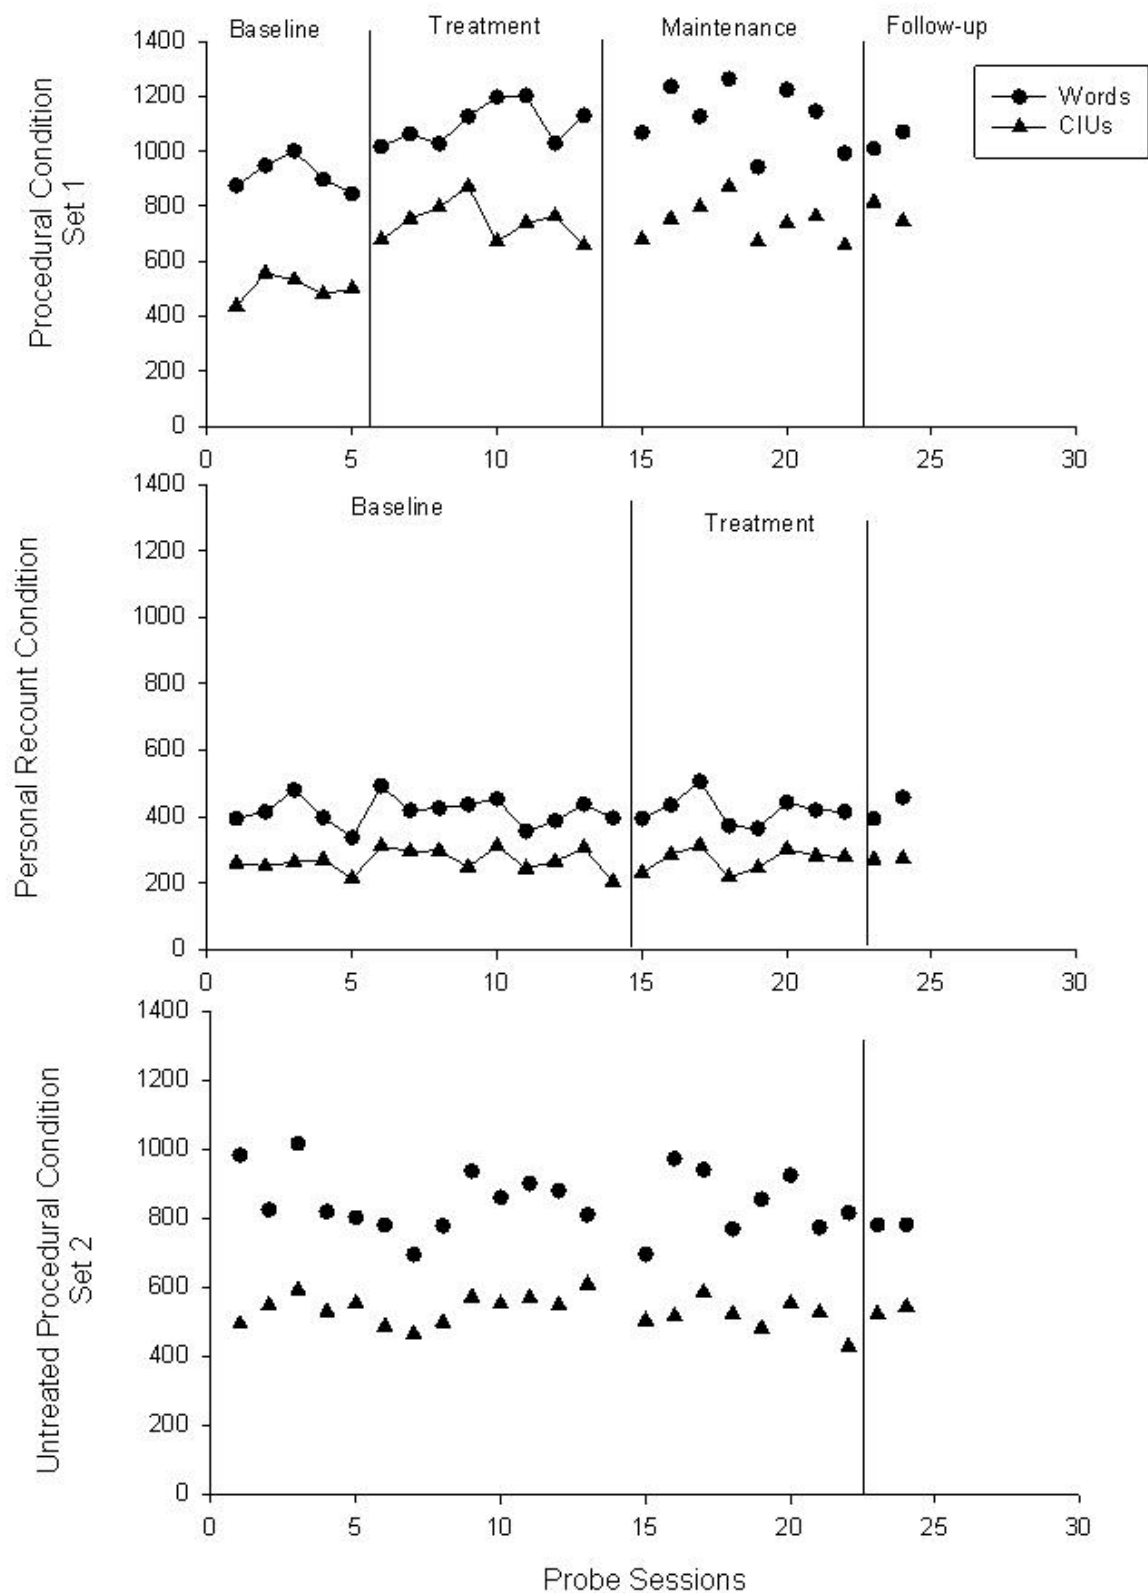 Baseline
Treatment
Maintenance
Follow-up
Words
CIUs
Procedural Condition
Set 1
1400
1200
1000
800
600
400
200
0
0 5 10 15 20 25 30
Personal Recount Condition
Baseline
Treatment
1400
1200
1000
800
600
400
200
0
0 5 10 15 20 25 30
Untreated Procedural Condition
Set 2
1400
1200
1000
800
600
400
200
0
0 5 10 15 20 25 30
Probe Sessions